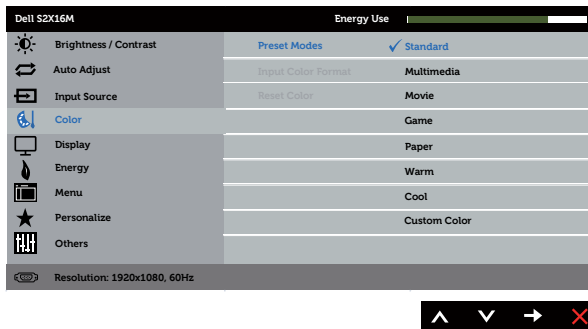 Dell S2X16M Energy Use
Brightness / Contrast Preset Modes Standard
Auto Adjust Input Color Format Multimedia
Input Source Reset Color Movie
Color Game
Display Paper
Energy Warm
Menu Cool
Personalize Custom Color
Others
Resolution: 1920x1080, 60Hz